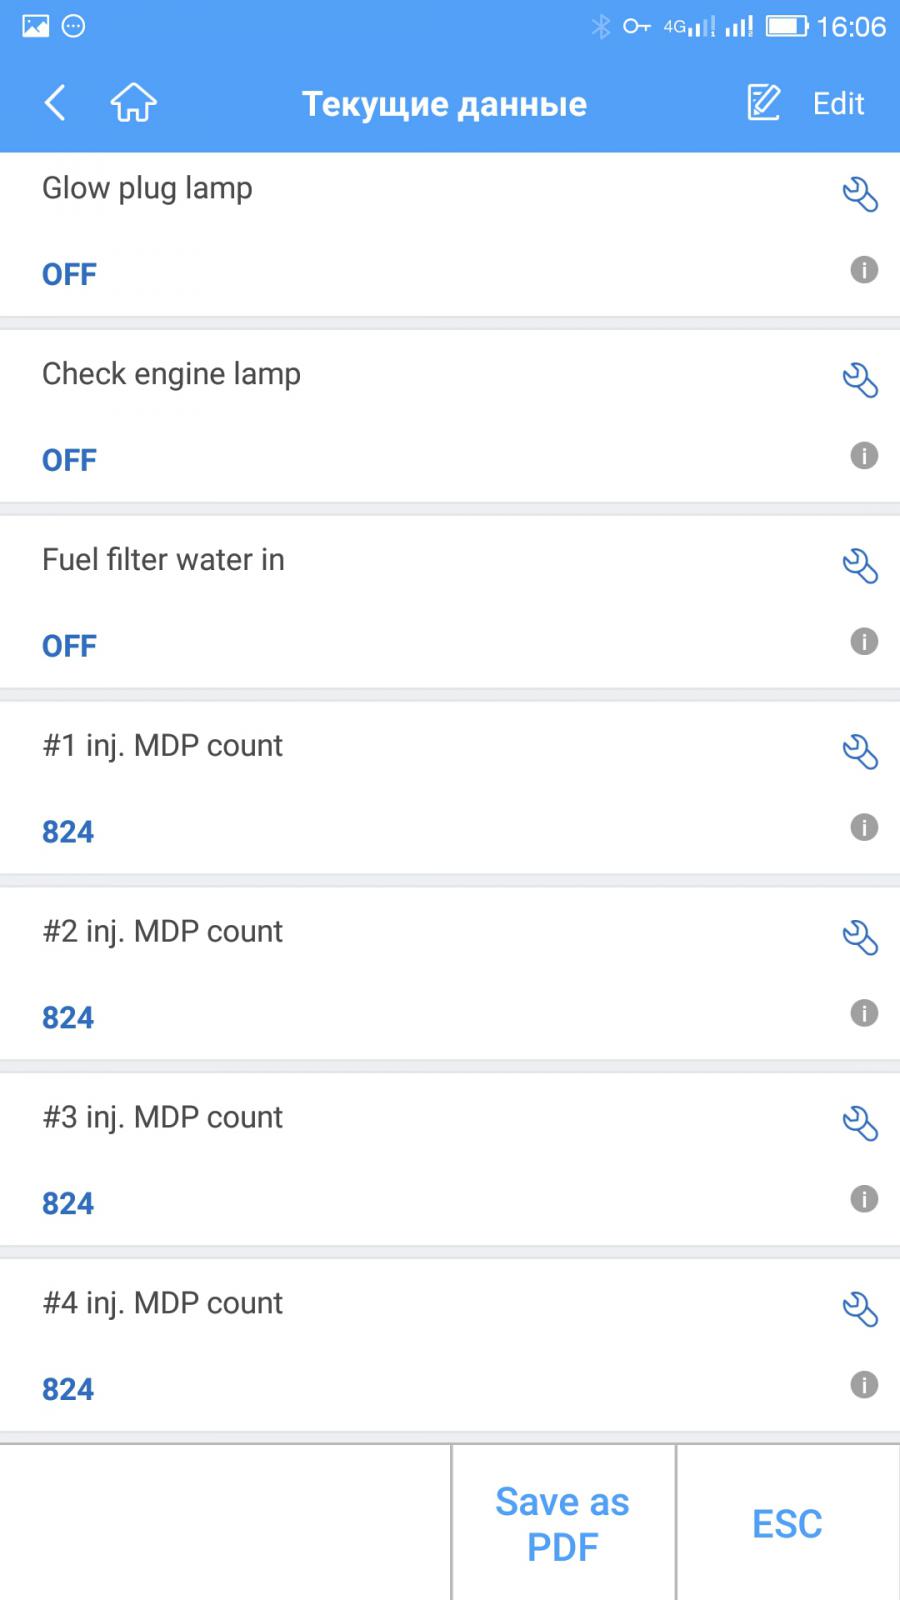 4G 16:06
Текущие данные Edit
Glow plug lamp
OFF
Check engine lamp
OFF
Fuel filter water in
OFF
#1 inj. MDP count
824
#2 inj. MDP count
824
#3 inj. MDP count
824
#4 inj. MDP count
824
Save as
PDF
ESC